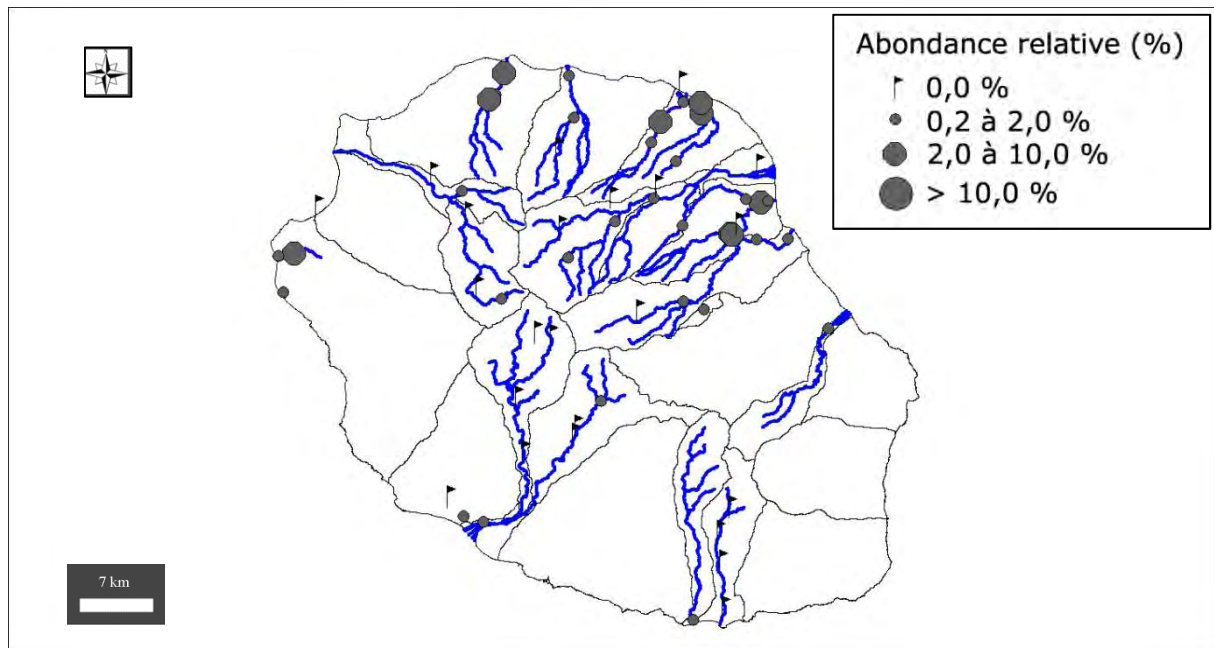 Abondance relative (%)
0,0 %
0,2 à 2,0 %
2,0 à 10,0 %
> 10,0 %
7 km